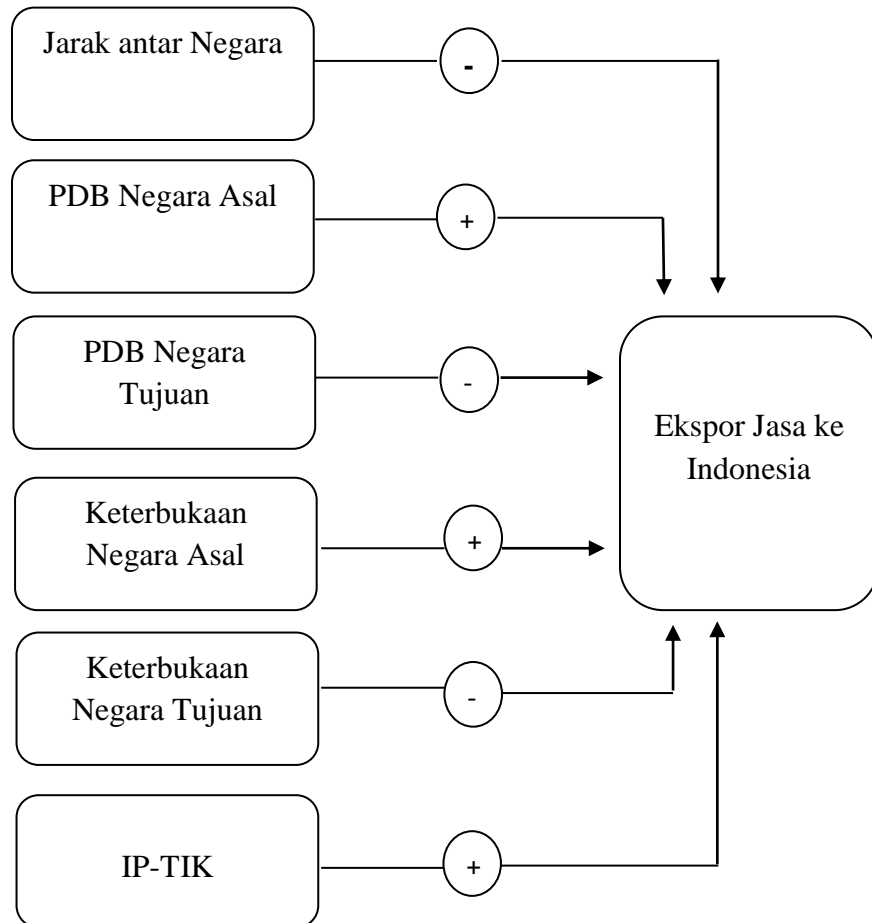 Jarak antar Negara
-
PDB Negara Asal
+
PDB Negara
Tujuan
-
Ekspor Jasa ke
Indonesia
Keterbukaan
Negara Asal
+
Keterbukaan
Negara Tujuan
-
IP-TIK
+